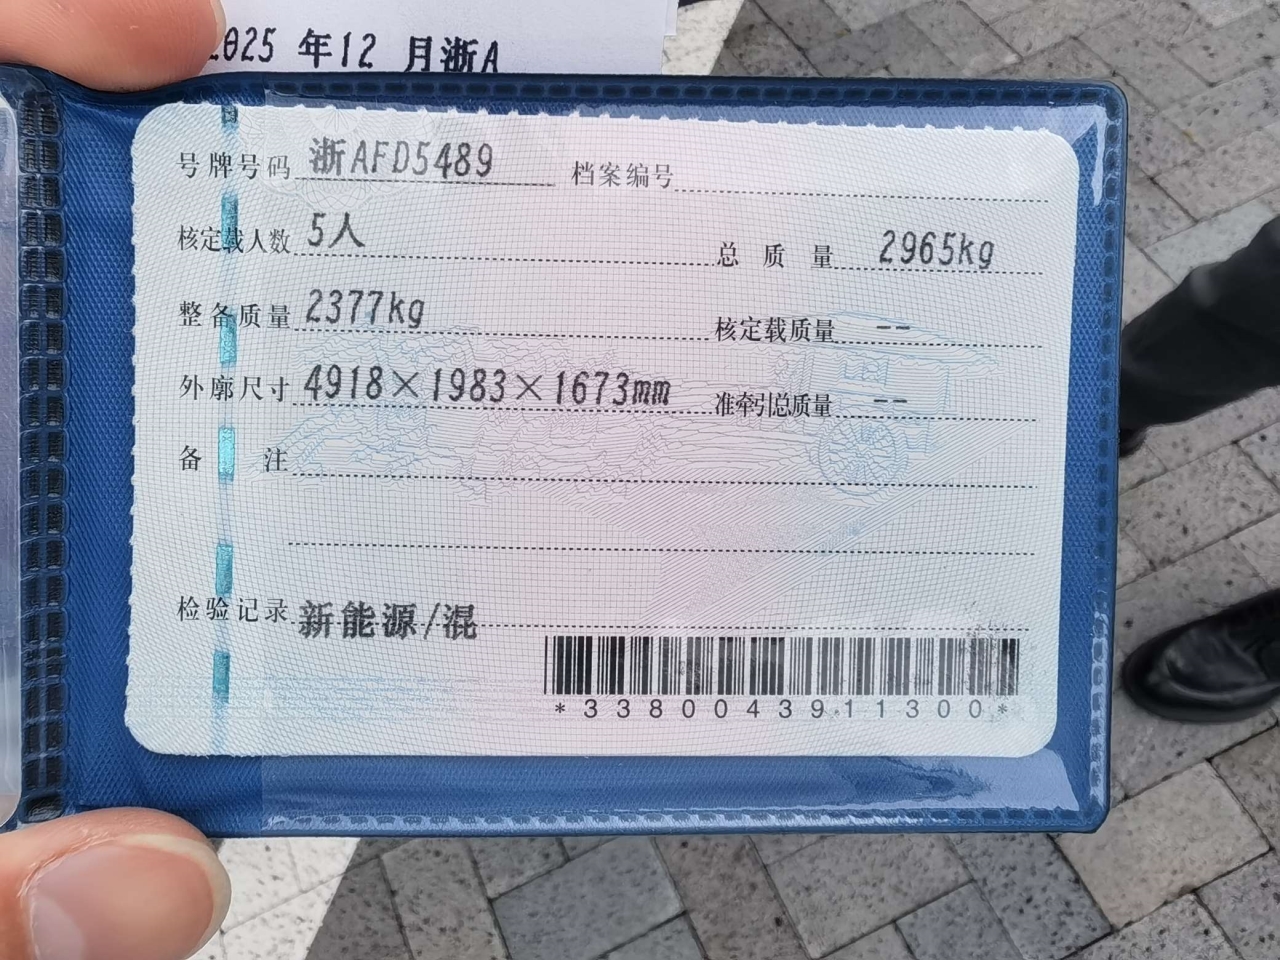 2025 年12 月浙A
号牌号码 浙AFD5489 档案编号
核定载人数 5人 总质量 2965kg
整备质量 2377kg 核定载质量 --
外廓尺寸 4918×1983×1673mm 准牵引总质量 --
备注
检验记录 新能源/混
*3380043911300*